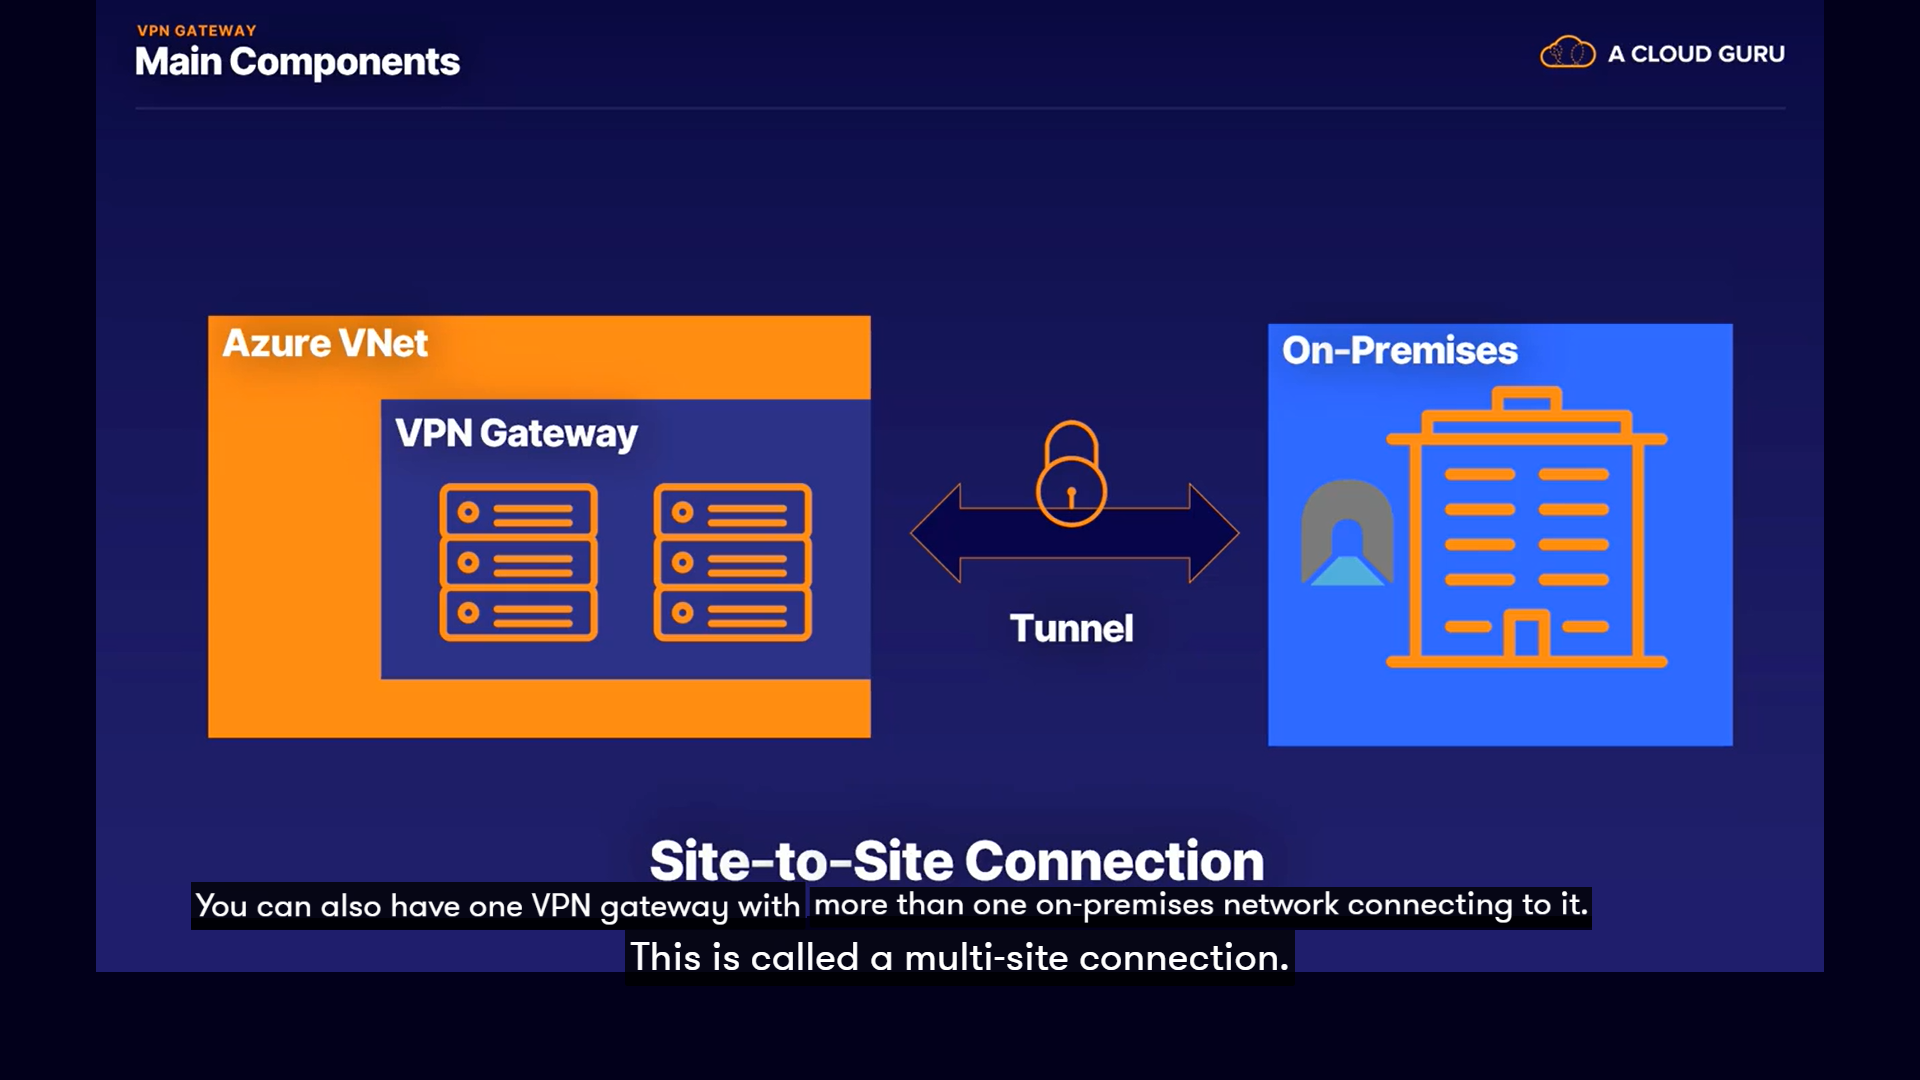 VPN GATEWAY
Main Components
A CLOUD GURU
Azure VNet
VPN Gateway
On-Premises
Tunnel
Site-to-Site Connection
You can also have one VPN gateway with more than one on-premises network connecting to it.
This is called a multi-site connection.